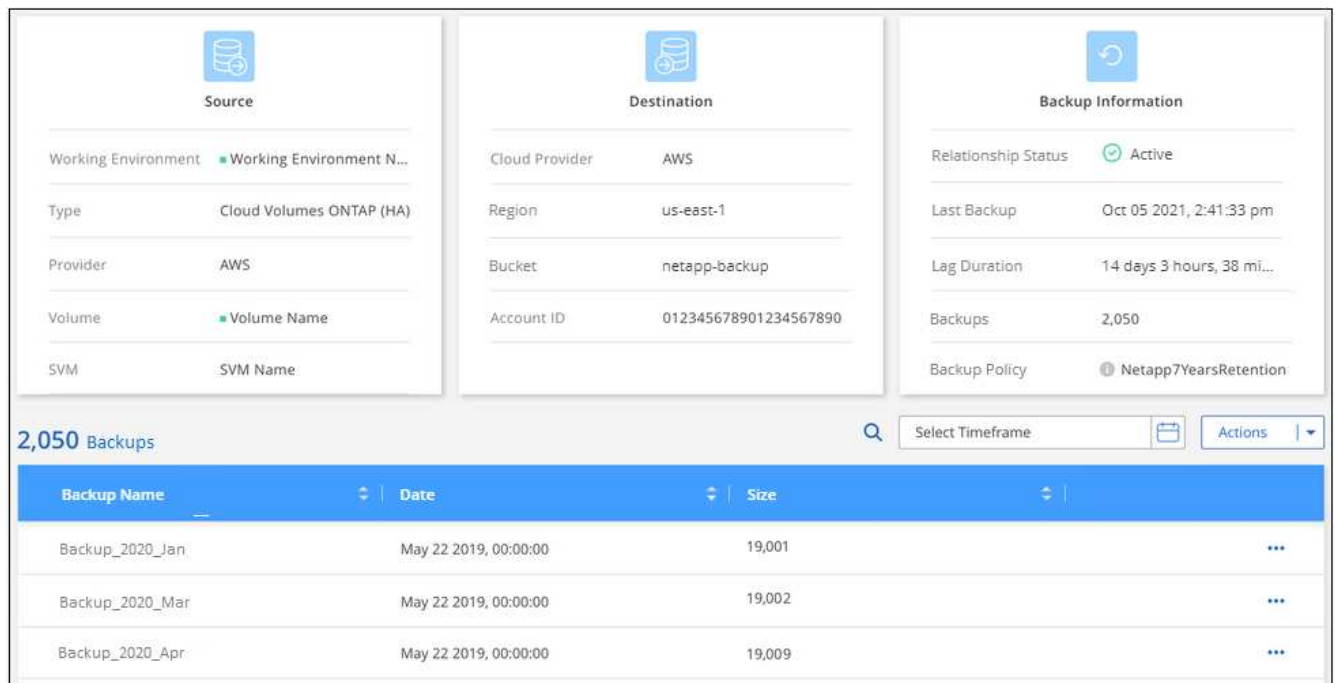 Source
Working Environment Working Environment N...
Type Cloud Volumes ONTAP (HA)
Provider AWS
Volume Volume Name
SVM SVM Name
Destination
Cloud Provider AWS
Region us-east-1
Bucket netapp-backup
Account ID 012345678901234567890
Backup Information
Relationship Status Active
Last Backup Oct 05 2021, 2:41:33 pm
Lag Duration 14 days 3 hours, 38 mi...
Backups 2,050
Backup Policy Netapp7YearsRetention
2,050 Backups
Select Timeframe
Actions
Backup Name Date Size
Backup_2020_Jan May 22 2019, 00:00:00 19,001
Backup_2020_Mar May 22 2019, 00:00:00 19,002
Backup_2020_Apr May 22 2019, 00:00:00 19,009